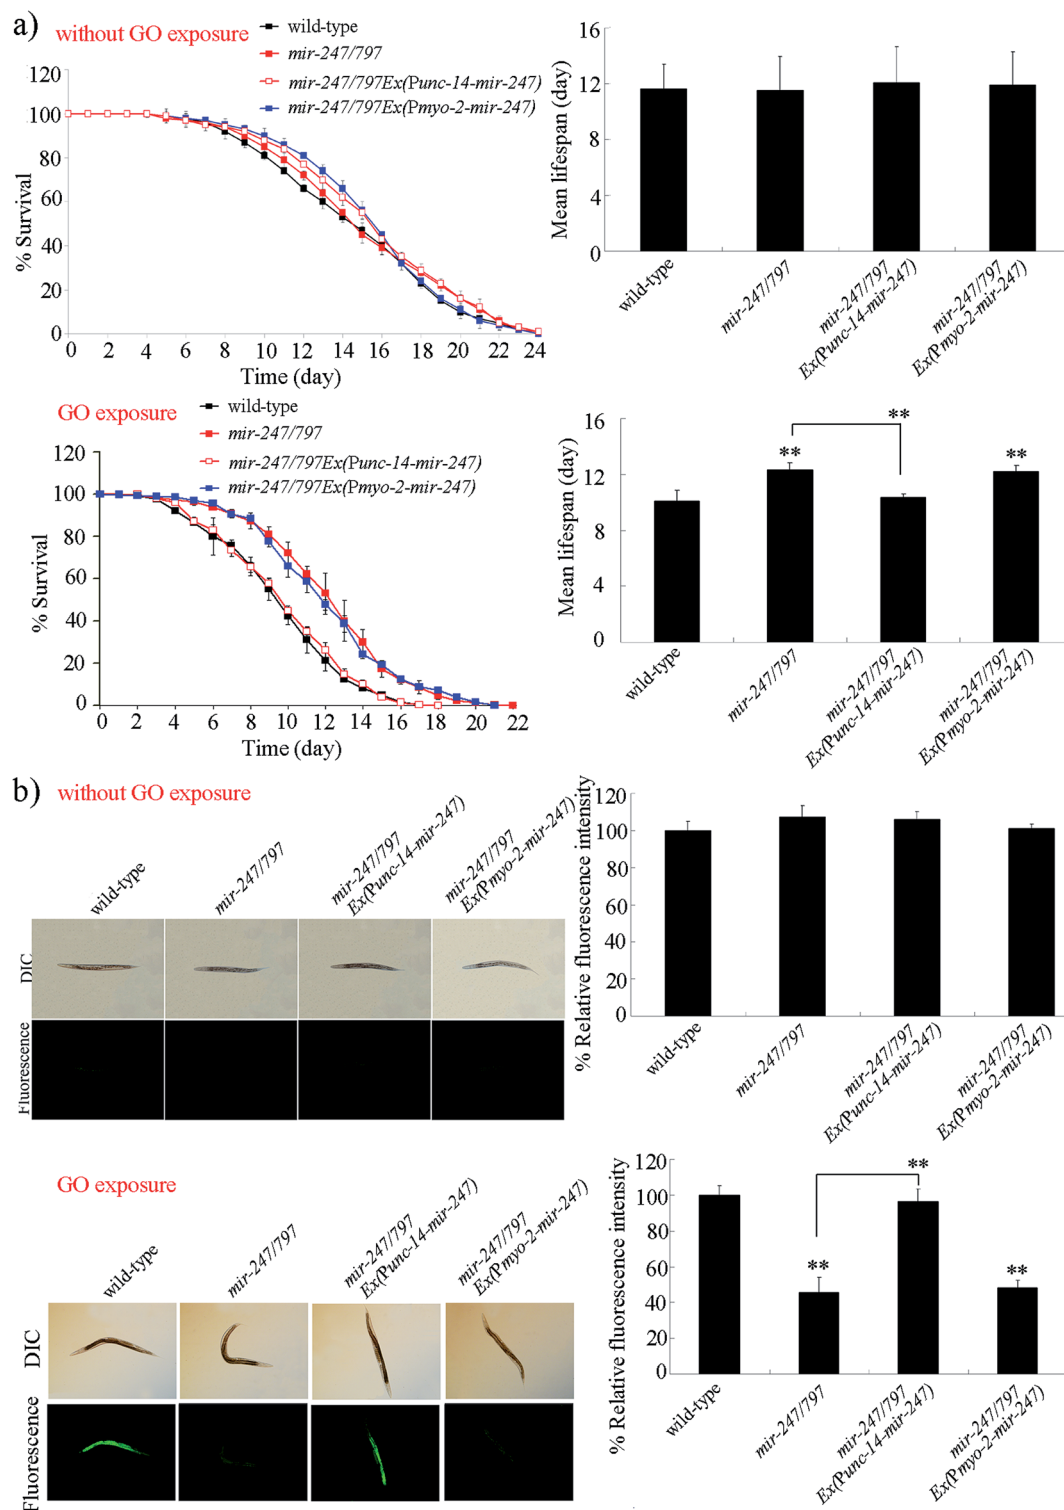 a)
without GO exposure
wild-type
mir-247/797
mir-247/797Ex(Punc-14-mir-247)
mir-247/797Ex(Pmyo-2-mir-247)
% Survival
120
100
80
60
40
20
0
0 2 4 6 8 10 12 14 16 18 20 22 24
Time (day)
Mean lifespan (day)
16
12
8
4
0
wild-type
mir-247/797
mir-247/797
Ex(Punc-14-mir-247)
mir-247/797
Ex(Pmyo-2-mir-247)
GO exposure
wild-type
mir-247/797
mir-247/797Ex(Punc-14-mir-247)
mir-247/797Ex(Pmyo-2-mir-247)
% Survival
120
100
80
60
40
20
0
0 2 4 6 8 10 12 14 16 18 20 22
Time (day)
Mean lifespan (day)
16
12
8
4
0
**
**
**
wild-type
mir-247/797
mir-247/797
Ex(Punc-14-mir-247)
mir-247/797
Ex(Pmyo-2-mir-247)
b)
without GO exposure
wild-type
mir-247/797
mir-247/797
Ex(Punc-14-mir-247)
mir-247/797
Ex(Pmyo-2-mir-247)
DIC
Fluorescence
% Relative fluorescence intensity
120
100
80
60
40
20
0
wild-type
mir-247/797
mir-247/797
Ex(Punc-14-mir-247)
mir-247/797
Ex(Pmyo-2-mir-247)
GO exposure
wild-type
mir-247/797
mir-247/797
Ex(Punc-14-mir-247)
mir-247/797
Ex(Pmyo-2-mir-247)
DIC
Fluorescence
% Relative fluorescence intensity
120
100
80
60
40
20
0
**
**
**
wild-type
mir-247/797
mir-247/797
Ex(Punc-14-mir-247)
mir-247/797
Ex(Pmyo-2-mir-247)